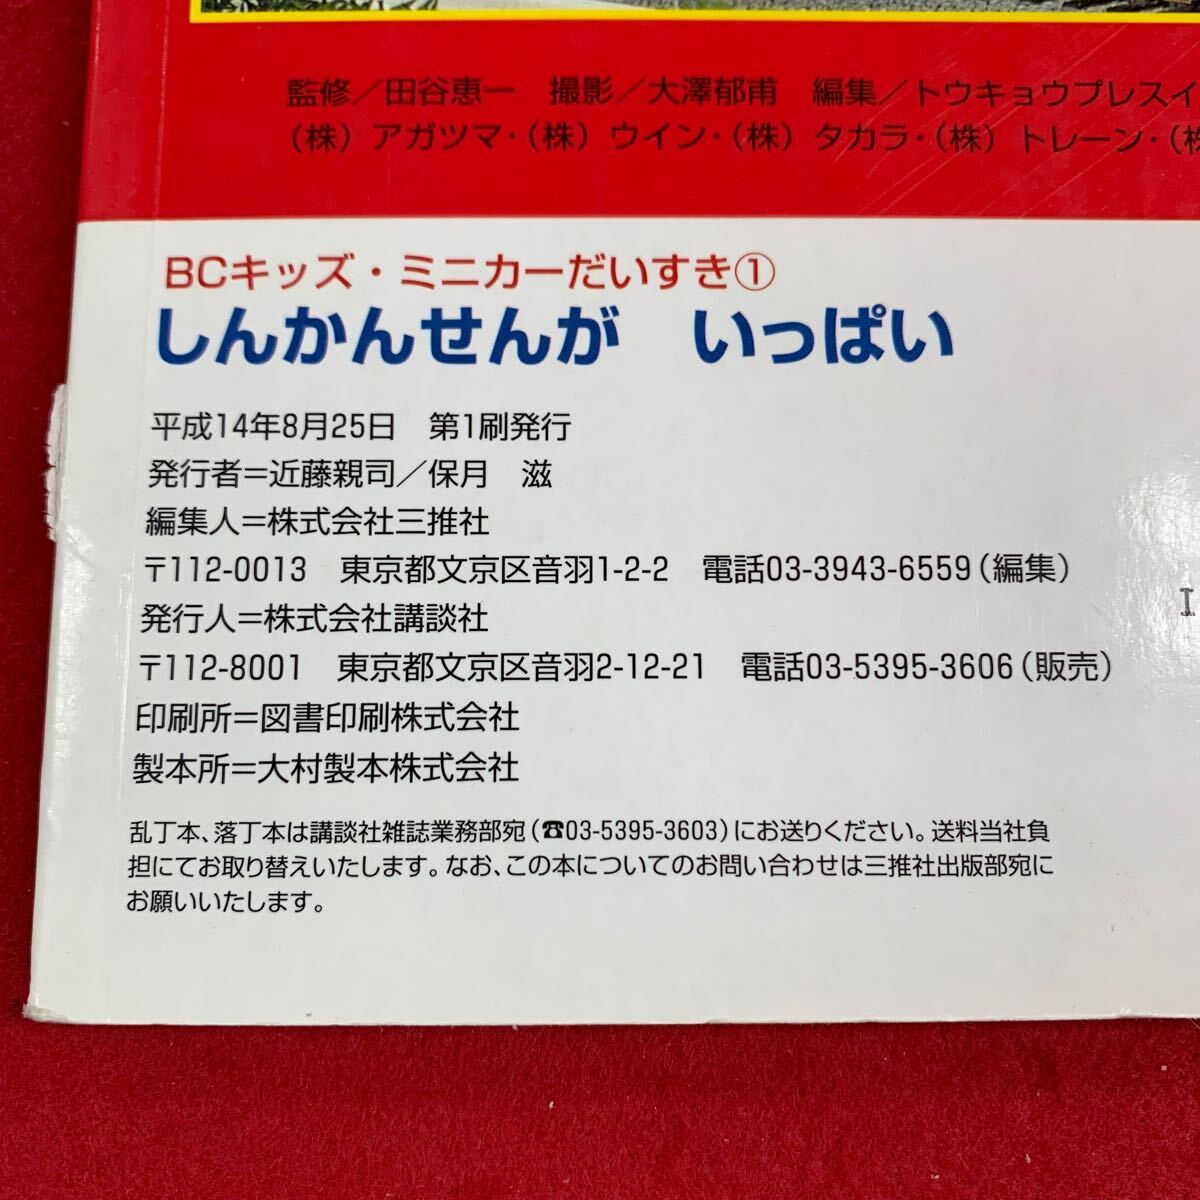 監修／田谷恵一　撮影／大澤郁甫　編集／トウキョウプレスイ
（株）アガツマ・（株）ウイン・（株）タカラ・（株）トレーン・（株
BCキッズ・ミニカーだいすき①
しんかんせんが　いっぱい
平成14年8月25日　第1刷発行
発行者＝近藤親司／保月　滋
編集人＝株式会社三推社
〒112-0013　東京都文京区音羽1-2-2　電話03-3943-6559（編集）
発行人＝株式会社講談社
〒112-8001　東京都文京区音羽2-12-21　電話03-5395-3606（販売）
印刷所＝図書印刷株式会社
製本所＝大村製本株式会社
乱丁本、落丁本は講談社雑誌業務部宛（☎03-5395-3603）にお送りください。送料当社負
担にてお取り替えいたします。なお、この本についてのお問い合わせは三推社出版部宛に
お願いいたします。
I